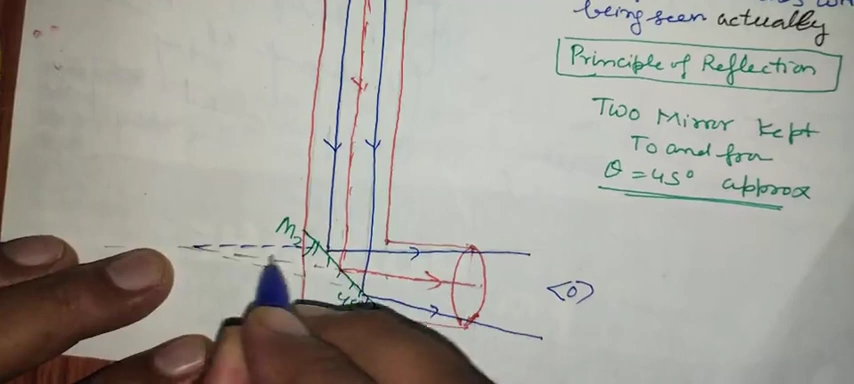 being seen actually
Principle of Reflection
Two Mirror kept
To and fro
θ = 45° approx
M2